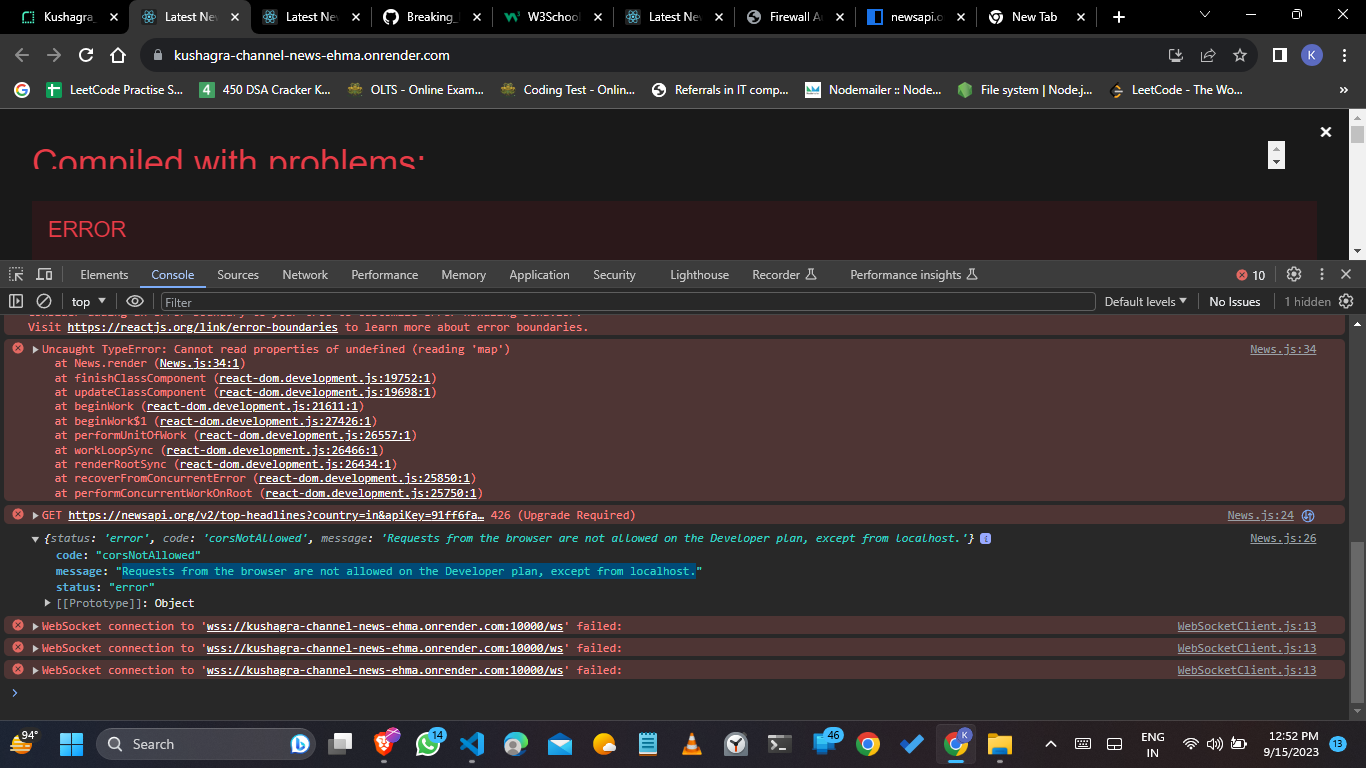 Kushagra_
Latest Nev
Latest Ne
Breaking_
W3School
Latest Ne
Firewall A
newsapi.o
New Tab
kushagra-channel-news-ehma.onrender.com
K
LeetCode Practise S...
4
450 DSA Cracker K...
OLTS - Online Exam...
Coding Test - Onlin...
Referrals in IT comp...
Nodemailer :: Node...
File system | Node.j...
LeetCode - The Wo...
»
Compiled with problems:
ERROR
Elements
Console
Sources
Network
Performance
Memory
Application
Security
Lighthouse
Recorder
Performance insights
10
top
Filter
Default levels
No Issues
1 hidden
Visit https://reactjs.org/link/error-boundaries to learn more about error boundaries.
Uncaught TypeError: Cannot read properties of undefined (reading 'map')
News.js:34
at News.render (News.js:34:1)
at finishClassComponent (react-dom.development.js:19752:1)
at updateClassComponent (react-dom.development.js:19698:1)
at beginWork (react-dom.development.js:21611:1)
at beginWork$1 (react-dom.development.js:27426:1)
at performUnitOfWork (react-dom.development.js:26557:1)
at workLoopSync (react-dom.development.js:26466:1)
at renderRootSync (react-dom.development.js:26434:1)
at recoverFromConcurrentError (react-dom.development.js:25850:1)
at performConcurrentWorkOnRoot (react-dom.development.js:25750:1)
GET https://newsapi.org/v2/top-headlines?country=in&apiKey=91ff6fa… 426 (Upgrade Required)
News.js:24
{status: 'error', code: 'corsNotAllowed', message: 'Requests from the browser are not allowed on the Developer plan, except from localhost.'} i
News.js:26
code: "corsNotAllowed"
message: "Requests from the browser are not allowed on the Developer plan, except from localhost."
status: "error"
[[Prototype]]: Object
WebSocket connection to 'wss://kushagra-channel-news-ehma.onrender.com:10000/ws' failed:
WebSocketClient.js:13
WebSocket connection to 'wss://kushagra-channel-news-ehma.onrender.com:10000/ws' failed:
WebSocketClient.js:13
WebSocket connection to 'wss://kushagra-channel-news-ehma.onrender.com:10000/ws' failed:
WebSocketClient.js:13
94°
Search
14
46
K
ENG
IN
12:52 PM
9/15/2023
13